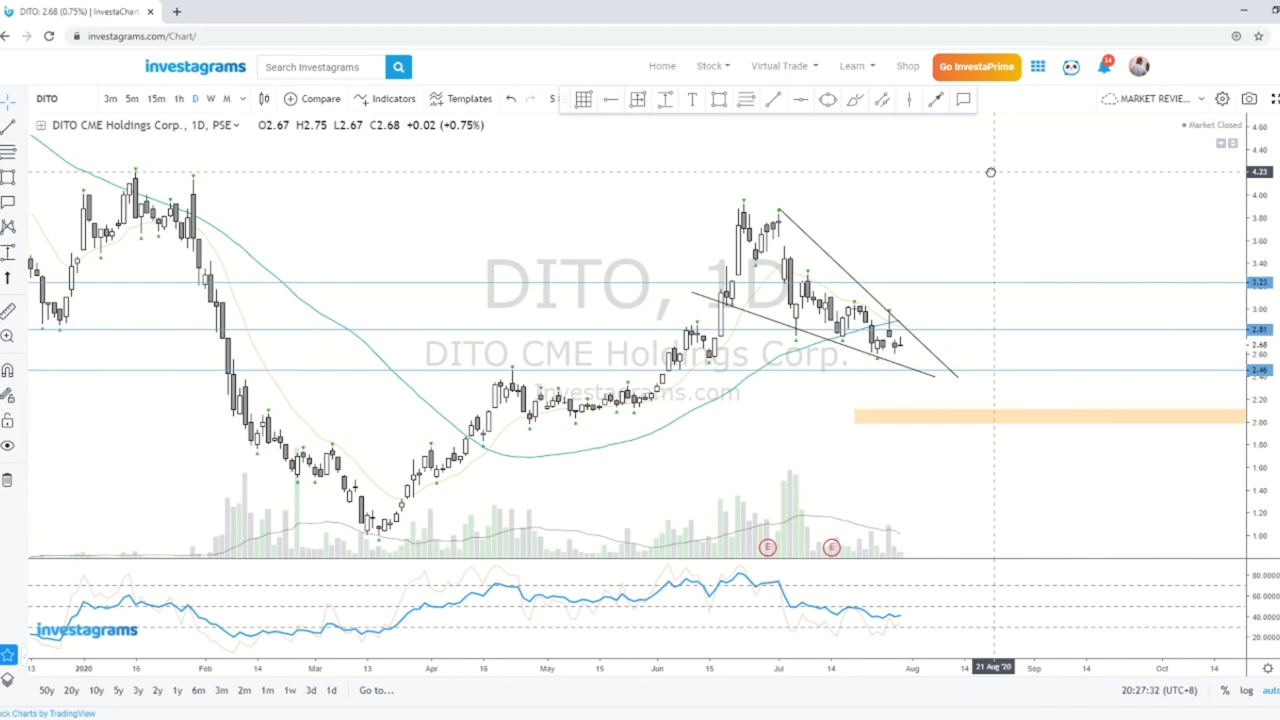 DITO: 2.68 (0.75%) | InvestaChart
investagrams.com/Chart/
investagrams
Search Investagrams
Home
Stock
Virtual Trade
Learn
Shop
Go InvestaPrime
14
DITO
3m 5m 15m 1h D W M
Compare
Indicators
Templates
S
MARKET REVIE...
DITO CME Holdings Corp., 1D, PSE
O2.67 H2.75 L2.67 C2.68 +0.02 (+0.75%)
Market Closed
DITO, 1D
DITO CME Holdings Corp.
Investagrams.com
4.60
4.40
4.23
4.00
3.80
3.60
3.40
3.23
3.00
2.81
2.68
2.60
2.46
2.20
2.00
1.80
1.60
1.40
1.20
1.00
E E
80.0000
60.0000
40.0000
20.0000
investagrams
13 2020 16 Feb 14 Mar 13 Apr 16 May 15 Jun 15 Jul 14 Aug 14 21 Aug '20 Sep 14 Oct 14
50y 20y 10y 5y 3y 2y 1y 6m 3m 2m 1m 1w 3d 1d Go to...
20:27:32 (UTC+8) % log auto
ock Charts by TradingView